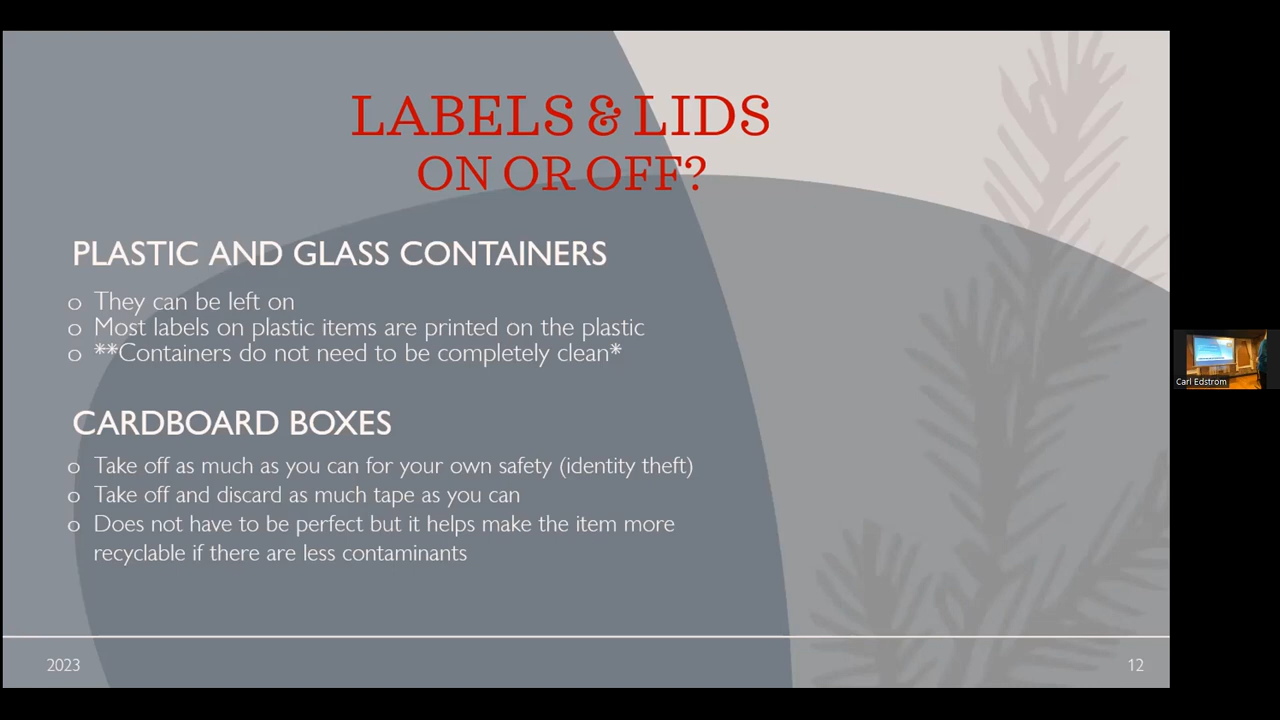 LABELS & LIDS
ON OR OFF?
PLASTIC AND GLASS CONTAINERS
o They can be left on
o Most labels on plastic items are printed on the plastic
o **Containers do not need to be completely clean*
CARDBOARD BOXES
o Take off as much as you can for your own safety (identity theft)
o Take off and discard as much tape as you can
o Does not have to be perfect but it helps make the item more
recyclable if there are less contaminants
2023
12
Carl Edstrom